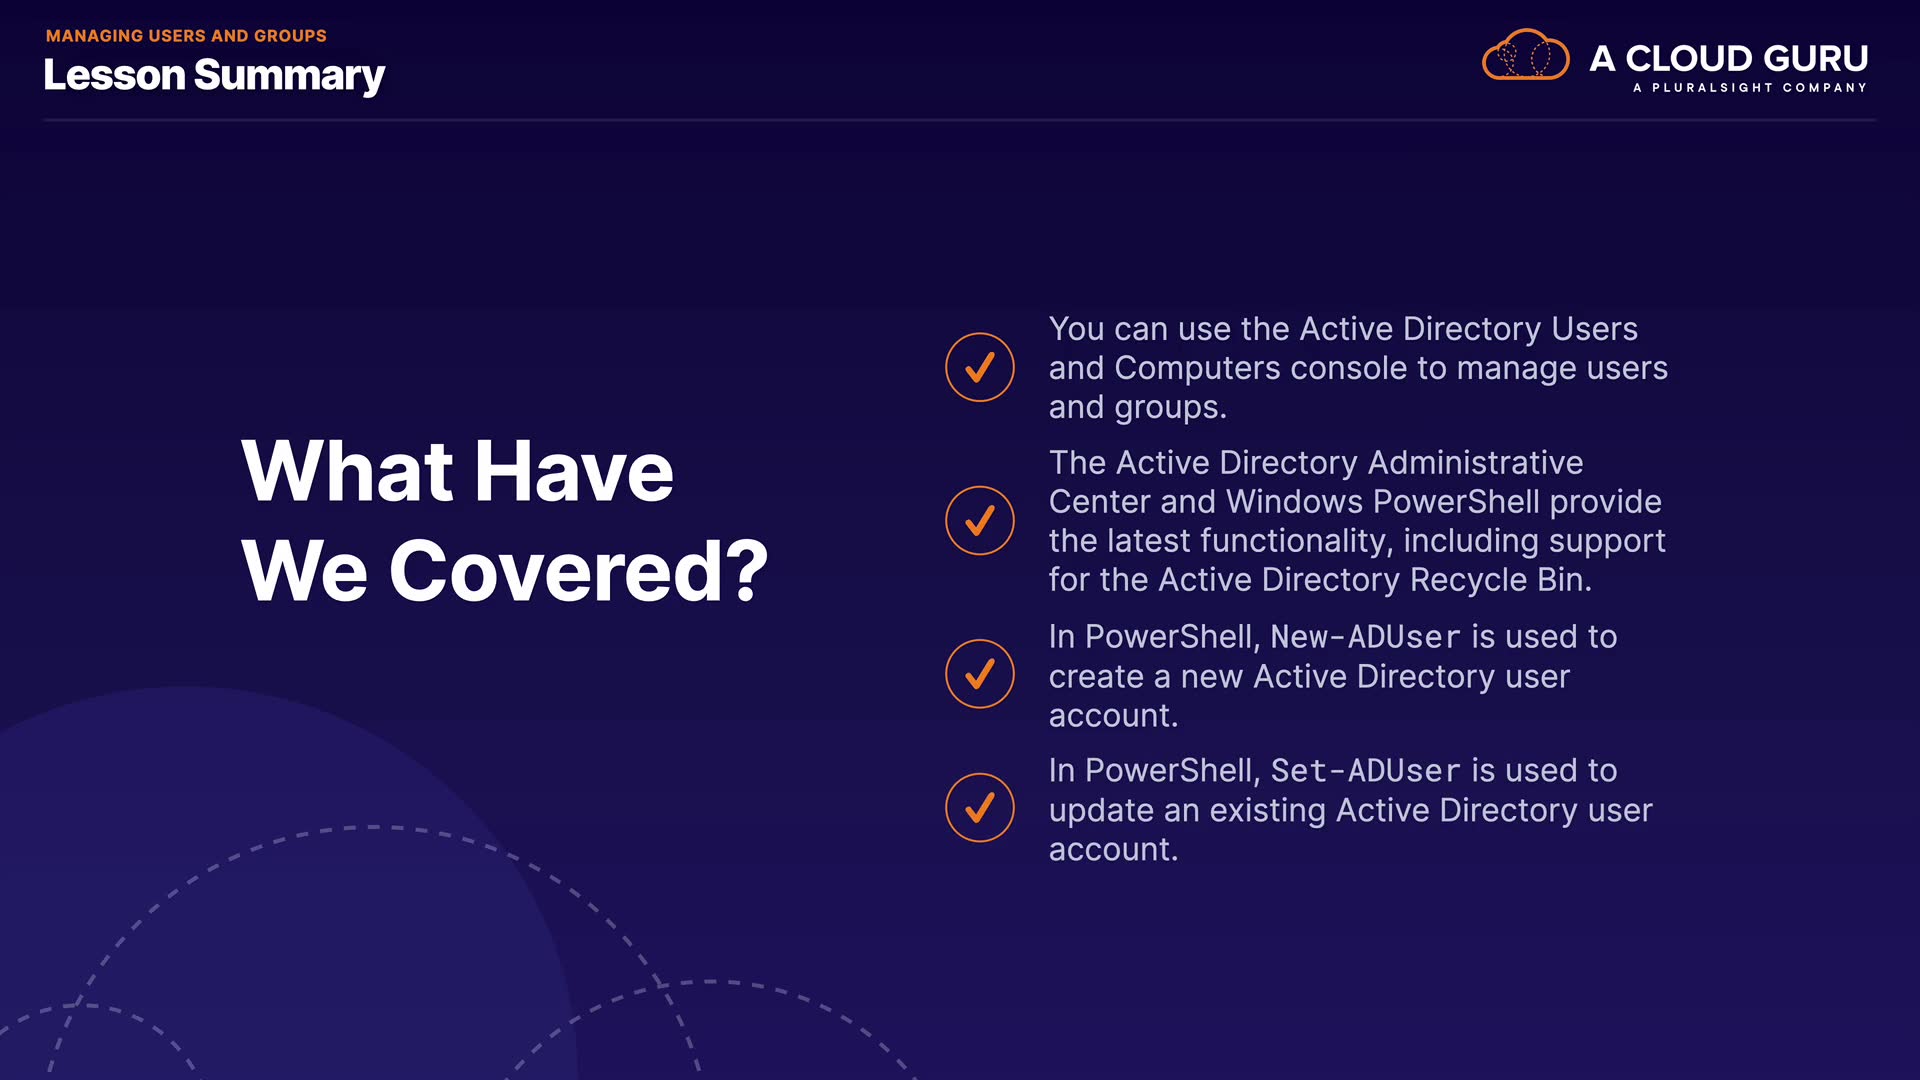 MANAGING USERS AND GROUPS
Lesson Summary
A CLOUD GURU
A PLURALSIGHT COMPANY
What Have
We Covered?
You can use the Active Directory Users
and Computers console to manage users
and groups.
The Active Directory Administrative
Center and Windows PowerShell provide
the latest functionality, including support
for the Active Directory Recycle Bin.
In PowerShell, New-ADUser is used to
create a new Active Directory user
account.
In PowerShell, Set-ADUser is used to
update an existing Active Directory user
account.